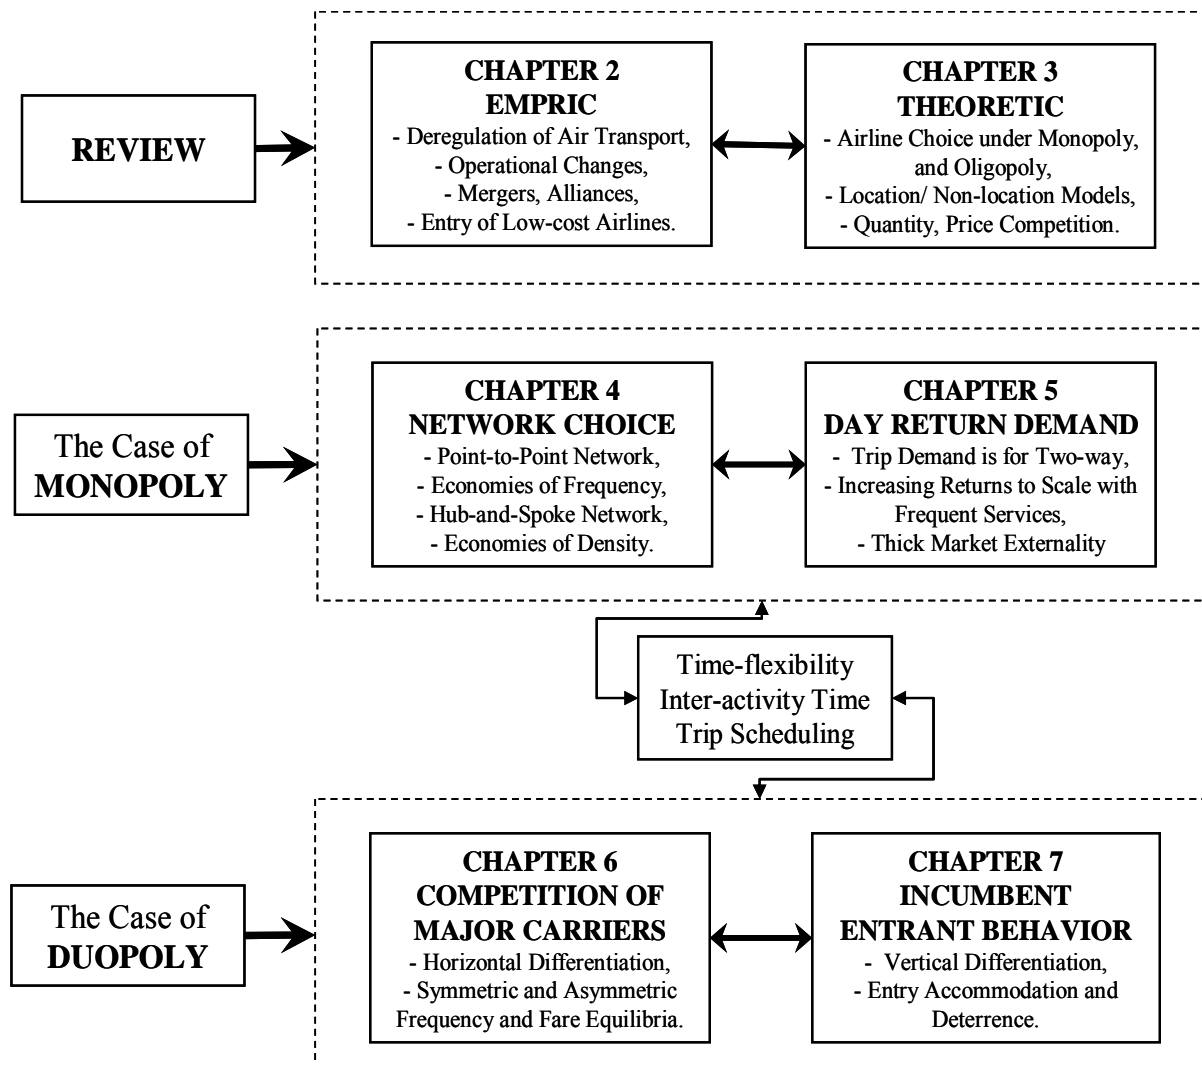 REVIEW
CHAPTER 2
EMPRIC
- Deregulation of Air Transport,
- Operational Changes,
- Mergers, Alliances,
- Entry of Low-cost Airlines.
CHAPTER 3
THEORETIC
- Airline Choice under Monopoly,
and Oligopoly,
- Location/ Non-location Models,
- Quantity, Price Competition.
The Case of
MONOPOLY
CHAPTER 4
NETWORK CHOICE
- Point-to-Point Network,
- Economies of Frequency,
- Hub-and-Spoke Network,
- Economies of Density.
CHAPTER 5
DAY RETURN DEMAND
- Trip Demand is for Two-way,
- Increasing Returns to Scale with
Frequent Services,
- Thick Market Externality
Time-flexibility
Inter-activity Time
Trip Scheduling
The Case of
DUOPOLY
CHAPTER 6
COMPETITION OF
MAJOR CARRIERS
- Horizontal Differentiation,
- Symmetric and Asymmetric
Frequency and Fare Equilibria.
CHAPTER 7
INCUMBENT
ENTRANT BEHAVIOR
- Vertical Differentiation,
- Entry Accommodation and
Deterrence.